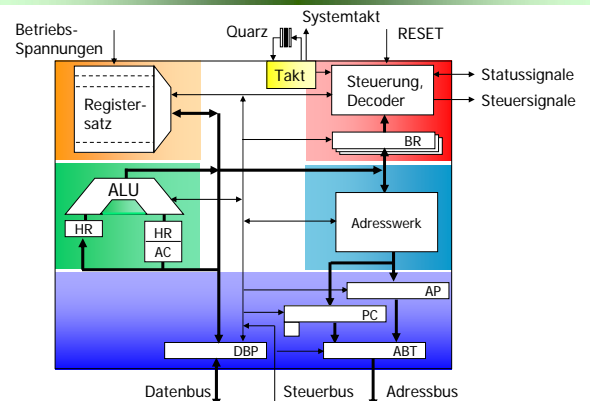 Systemtakt
Betriebs-
Spannungen
Quarz
RESET
Takt
Steuerung,
Decoder
Statussignale
Steuersignale
Register-
satz
BR
ALU
HR
HR
AC
Adresswerk
AP
PC
DBP
ABT
Datenbus
Steuerbus
Adressbus